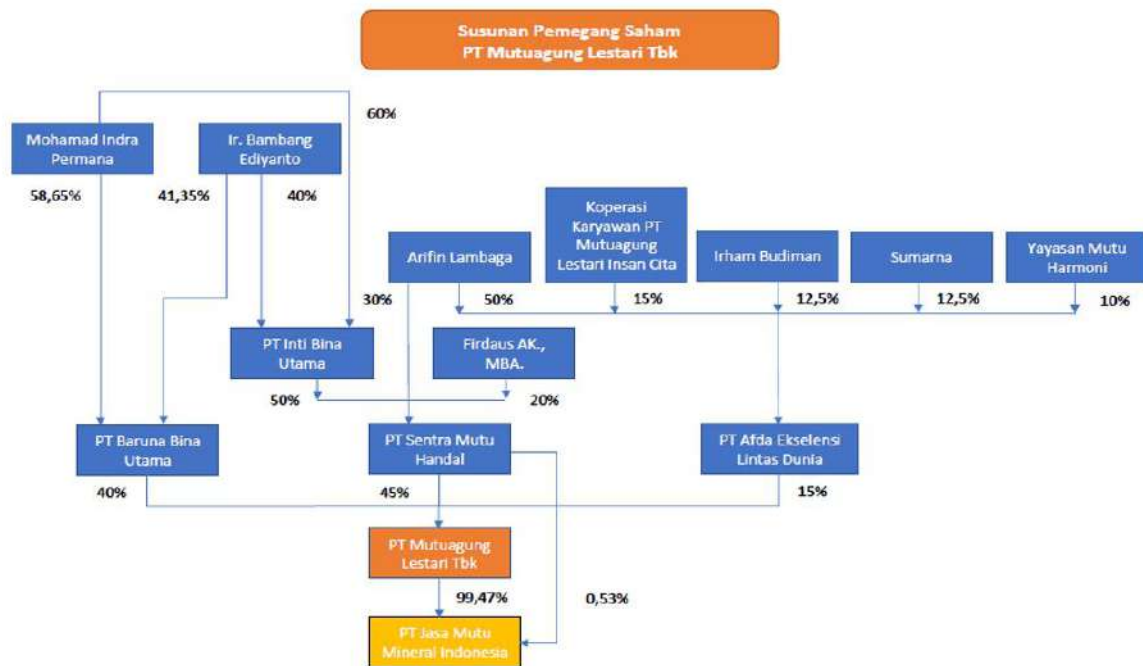 Susunan Pemegang Saham
PT Mutuagung Lestari Tbk
60%
Mohamad Indra
Permana
Ir. Bambang
Ediyanto
58,65%
41,35%
40%
Koperasi
Karyawan PT
Mutuagung
Lestari Insan Cita
Arifin Lambaga
Irham Budiman
Sumarna
Yayasan Mutu
Harmoni
30%
50%
15%
12,5%
12,5%
10%
PT Inti Bina
Utama
Firdaus AK.,
MBA.
50%
20%
PT Baruna Bina
Utama
PT Sentra Mutu
Handal
PT Afda Ekselensi
Lintas Dunia
40%
45%
15%
PT Mutuagung
Lestari Tbk
99,47%
0,53%
PT Jasa Mutu
Mineral Indonesia